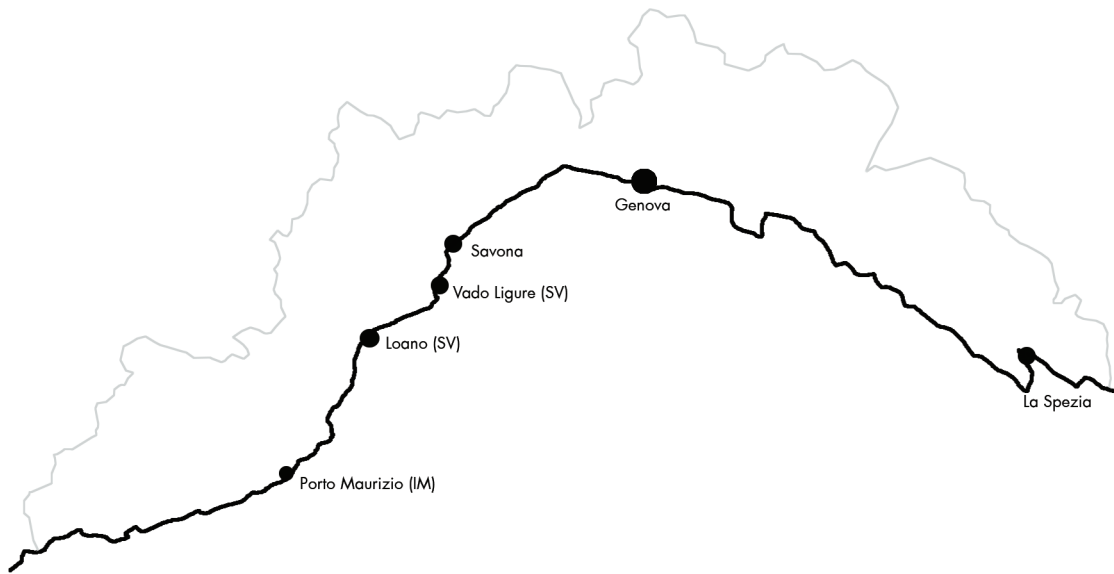 Genova
Savona
Vado Ligure (SV)
Loano (SV)
La Spezia
Porto Maurizio (IM)